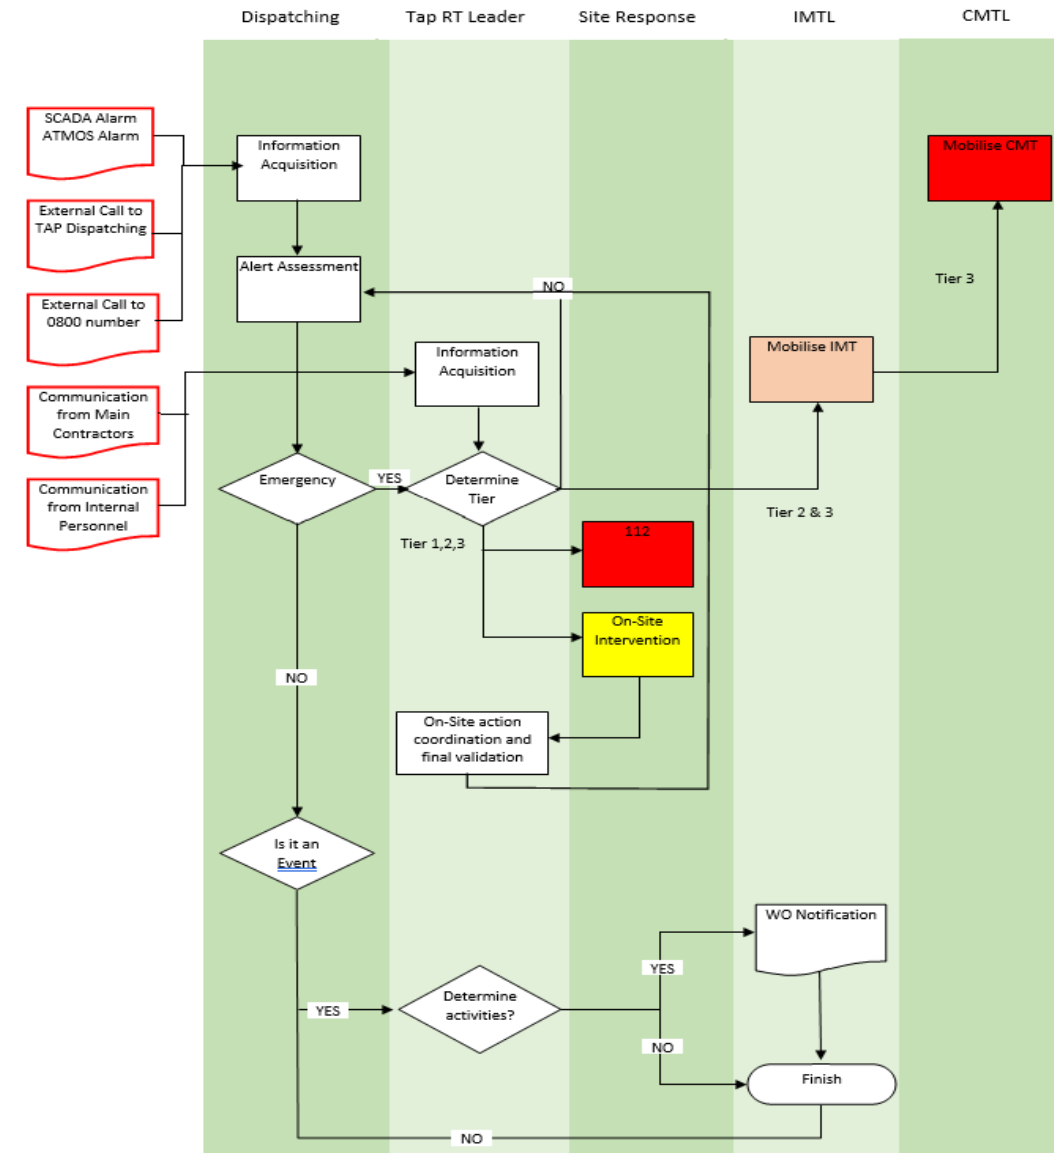 Dispatching
Tap RT Leader
Site Response
IMTL
CMTL
SCADA Alarm
ATMOS Alarm
Information
Acquisition
Mobilise CMT
External Call to
TAP Dispatching
Alert Assessment
NO
Tier 3
External Call to
0800 number
Information
Acquisition
Mobilise IMT
Communication
from Main
Contractors
Emergency
YES
Determine
Tier
Communication
from Internal
Personnel
Tier 2 & 3
Tier 1,2,3
112
On-Site
Intervention
NO
On-Site action
coordination and
final validation
Is it an
Event
WO Notification
YES
Determine
activities?
YES
NO
Finish
NO